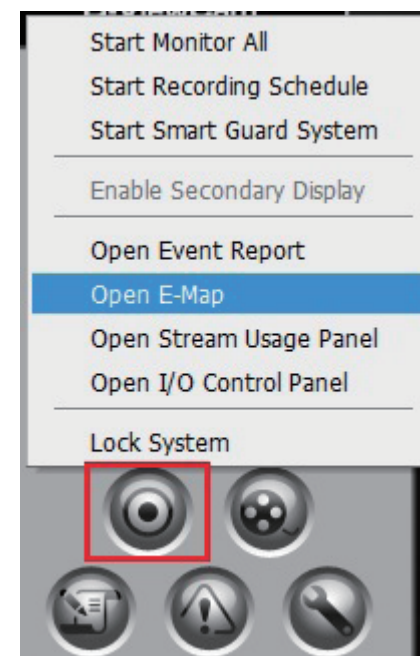 Start Monitor All
Start Recording Schedule
Start Smart Guard System
Enable Secondary Display
Open Event Report
Open E-Map
Open Stream Usage Panel
Open I/O Control Panel
Lock System